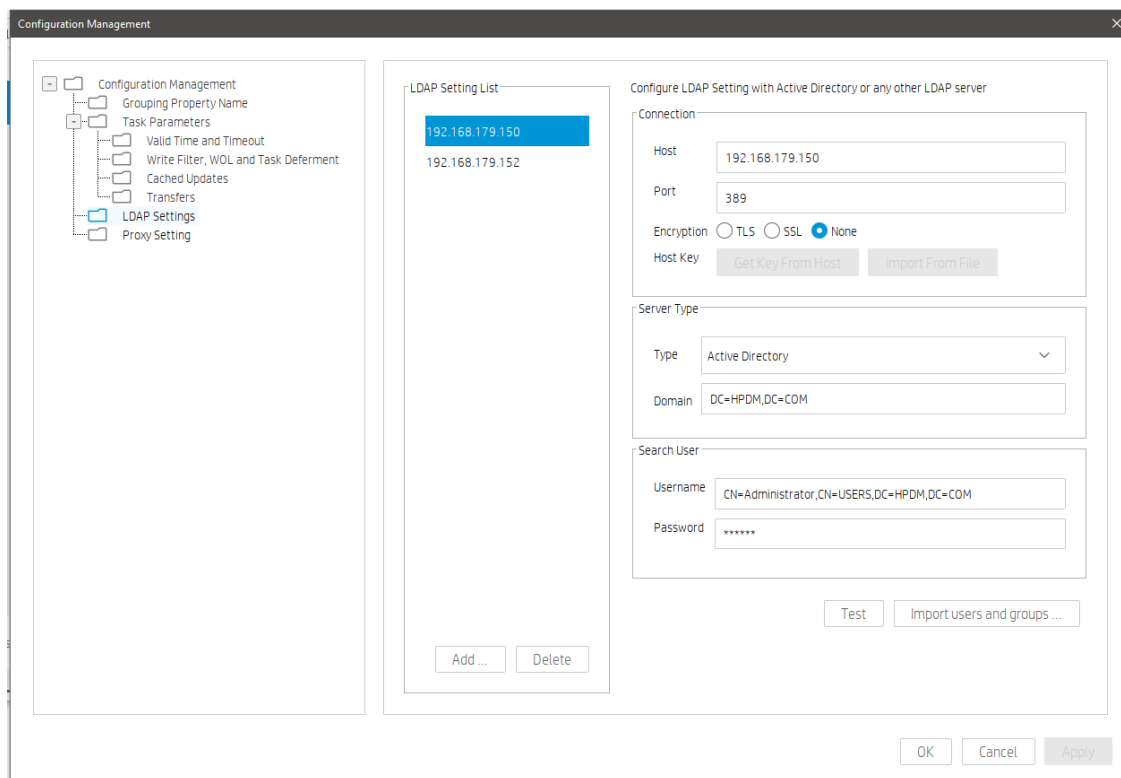 Configuration Management
Configuration Management
Grouping Property Name
Task Parameters
Valid Time and Timeout
Write Filter, WOL and Task Deferment
Cached Updates
Transfers
LDAP Settings
Proxy Setting
LDAP Setting List
192.168.179.150
192.168.179.152
Add ... Delete
Configure LDAP Setting with Active Directory or any other LDAP server
Connection
Host 192.168.179.150
Port 389
Encryption TLS SSL None
Host Key Get Key From Host Import From File
Server Type
Type Active Directory
Domain DC=HPDM,DC=COM
Search User
Username CN=Administrator,CN=USERS,DC=HPDM,DC=COM
Password ******
Test Import users and groups ...
OK Cancel Apply